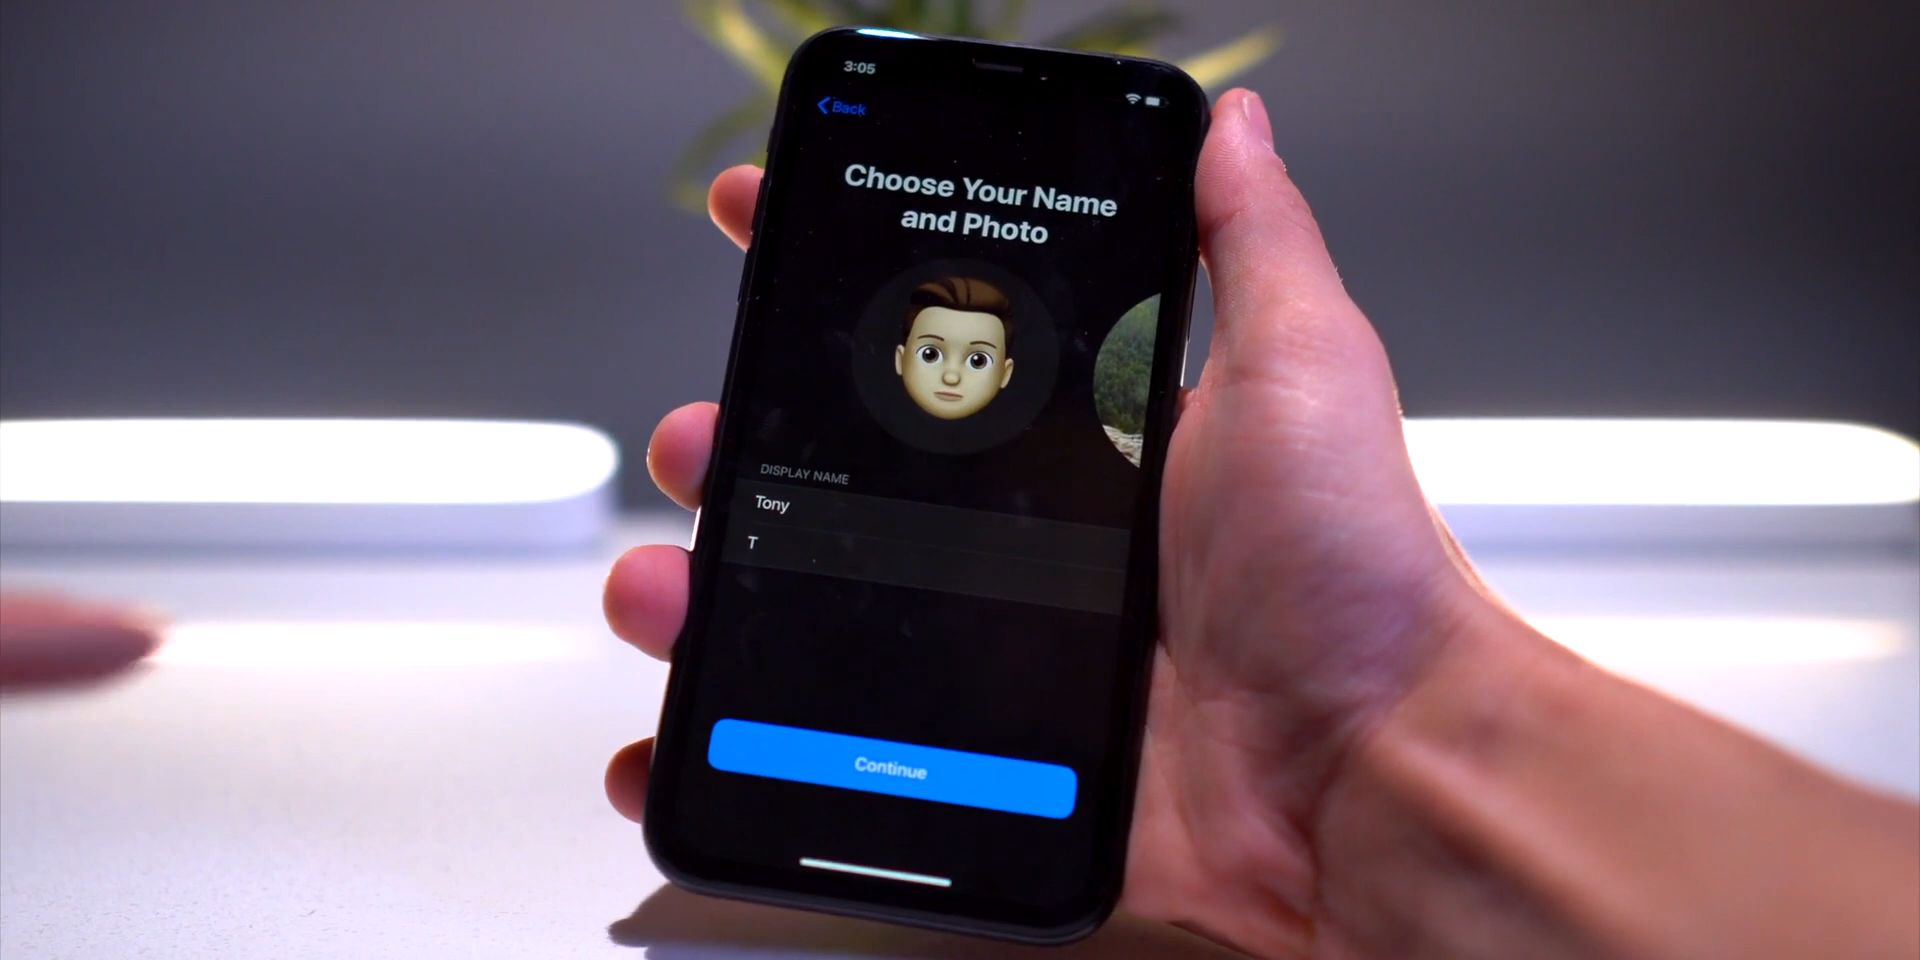 3:05
Back
Choose Your Name
and Photo
DISPLAY NAME
Tony
T
Continue